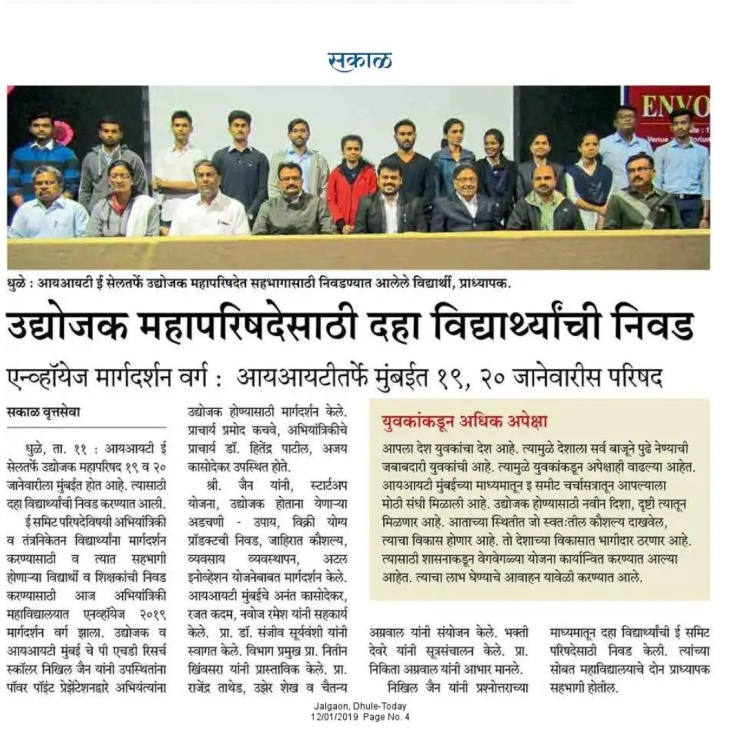 सकाळ
ENVO
धुळे : आयआयटी ई सेलतर्फे उद्योजक महापरिषदेत सहभागासाठी निवडण्यात आलेले विद्यार्थी, प्राध्यापक.
उद्योजक महापरिषदेसाठी दहा विद्यार्थ्यांची निवड
एन्व्हॉयेज मार्गदर्शन वर्ग : आयआयटीतर्फे मुंबईत १९, २० जानेवारीस परिषद
सकाळ वृत्तसेवा
धुळे, ता. ११ : आयआयटी ई
सेलतर्फे उद्योजक महापरिषद १९ व २०
जानेवारीला मुंबईत होत आहे. त्यासाठी
दहा विद्यार्थ्यांची निवड करण्यात आली.
ई समिट परिषदेविषयी अभियांत्रिकी
व तंत्रनिकेतन विद्यार्थ्यांना मार्गदर्शन
करण्यासाठी व त्यात सहभागी
होणाऱ्या विद्यार्थी व शिक्षकांची निवड
करण्यासाठी आज अभियांत्रिकी
महाविद्यालयात एनव्हॉयेज २०१९
मार्गदर्शन वर्ग झाला. उद्योजक व
आयआयटी मुंबई चे पी एचडी रिसर्च
स्कॉलर निखिल जैन यांनी उपस्थितांना
पॉवर पॉइंट प्रेझेंटेशनद्वारे अभियंत्यांना
उद्योजक होण्यासाठी मार्गदर्शन केले.
प्राचार्य प्रमोद कचवे, अभियांत्रिकीचे
प्राचार्य डॉ. हितेंद्र पाटील, अजय
कासोदेकर उपस्थित होते.
श्री. जैन यांनी, स्टार्टअप
योजना, उद्योजक होताना येणाऱ्या
अडचणी - उपाय, विक्री योग्य
प्रॉडक्टची निवड, जाहिरात कौशल्य,
व्यवसाय व्यवस्थापन, अटल
इनोव्हेशन योजनेबाबत मार्गदर्शन केले.
आयआयटी मुंबईचे अनंत कासोदेकर,
रजत कदम, नवोज रमेश यांनी सहकार्य
केले. प्रा. डॉ. संजीव सूर्यवंशी यांनी
स्वागत केले. विभाग प्रमुख प्रा. नितीन
खिंवसरा यांनी प्रास्ताविक केले. प्रा.
राजेंद्र ताथेड, उझेर शेख व चैतन्य
युवकांकडून अधिक अपेक्षा
आपला देश युवकांचा देश आहे. त्यामुळे देशाला सर्व बाजूने पुढे नेण्याची
जबाबदारी युवकांची आहे. त्यामुळे युवकांकडून अपेक्षाही वाढल्या आहेत.
आयआयटी मुंबईच्या माध्यमातून इ समीट चर्चासत्रातून आपल्याला
मोठी संधी मिळाली आहे. उद्योजक होण्यासाठी नवीन दिशा, दृष्टी त्यातून
मिळणार आहे. आताच्या स्थितीत जो स्वतःतील कौशल्य दाखवेल,
त्याचा विकास होणार आहे. तो देशाच्या विकासात भागीदार ठरणार आहे.
त्यासाठी शासनाकडून वेगवेगळ्या योजना कार्यान्वित करण्यात आल्या
आहेत. त्याचा लाभ घेण्याचे आवाहन यावेळी करण्यात आले.
अग्रवाल यांनी संयोजन केले. भक्ती
देवरे यांनी सूत्रसंचालन केले. प्रा.
निकिता अग्रवाल यांनी आभार मानले.
निखिल जैन यांनी प्रश्नोत्तराच्या
माध्यमातून दहा विद्यार्थ्यांची ई समिट
परिषदेसाठी निवड केली. त्यांच्या
सोबत महाविद्यालयाचे दोन प्राध्यापक
सहभागी होतील.
Jalgaon, Dhule-Today
12/01/2019 Page No. 4